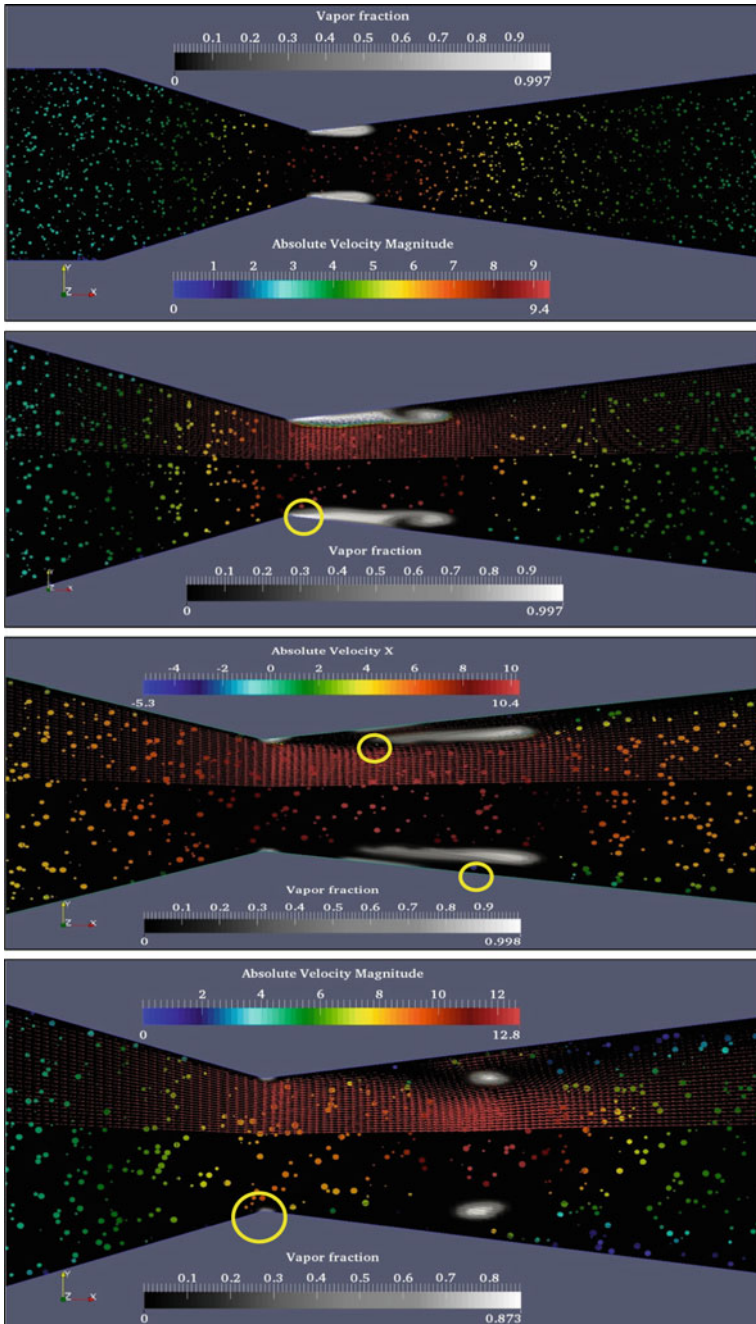 Vapor fraction
0.1 0.2 0.3 0.4 0.5 0.6 0.7 0.8 0.9
0 0.997
Absolute Velocity Magnitude
1 2 3 4 5 6 7 8 9
0 9.4
Y
Z X
Vapor fraction
0.1 0.2 0.3 0.4 0.5 0.6 0.7 0.8 0.9
0 0.997
Y
Z X
Absolute Velocity X
-4 -2 0 2 4 6 8 10
-5.3 10.4
Vapor fraction
0.1 0.2 0.3 0.4 0.5 0.6 0.7 0.8 0.9
0 0.998
Y
Z X
Absolute Velocity Magnitude
2 4 6 8 10 12
0 12.8
Y
Z X
Vapor fraction
0.1 0.2 0.3 0.4 0.5 0.6 0.7 0.8
0 0.873